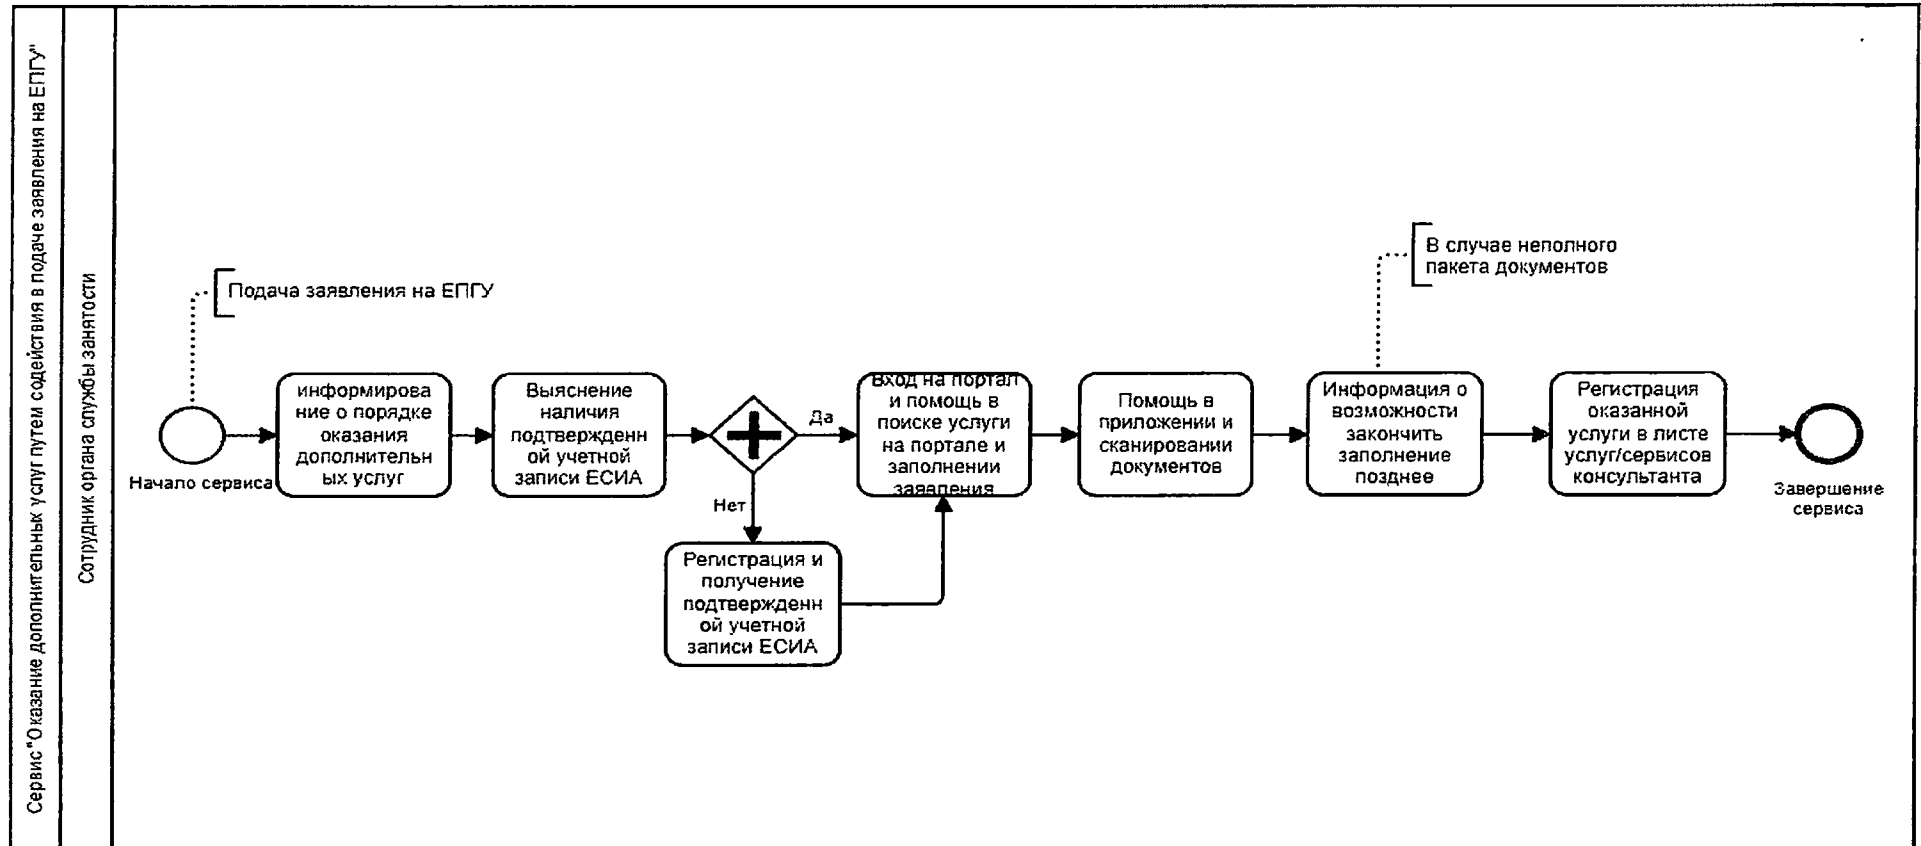 Сервис "Оказание дополнительных услуг путем содействия в подаче заявления на ЕПГУ"
Сотрудник органа службы занятости
Подача заявления на ЕПГУ
Начало сервиса
информирова
ние о порядке
оказания
дополнительн
ых услуг
Выяснение
наличия
подтвержденн
ой учетной
записи ЕСИА
Да
Нет
Регистрация и
получение
подтвержденн
ой учетной
записи ЕСИА
Вход на портал
и помощь в
поиске услуги
на портале и
заполнении
заявления
Помощь в
приложении и
сканировании
документов
В случае неполного
пакета документов
Информация о
возможности
закончить
заполнение
позднее
Регистрация
оказанной
услуги в листе
услуг/сервисов
консультанта
Завершение
сервиса